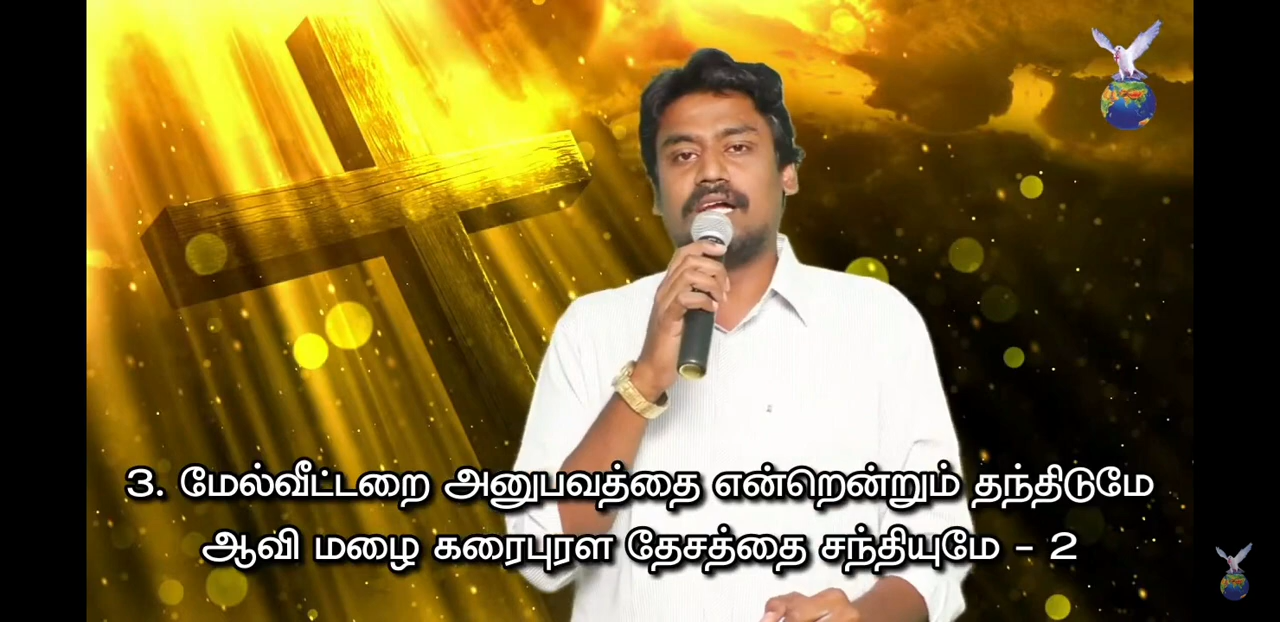 3. மேல்வீட்டறை அனுபவத்தை என்றென்றும் தந்திடுமே
ஆவி மழை கரைபுரள தேசத்தை சந்தியுமே - 2